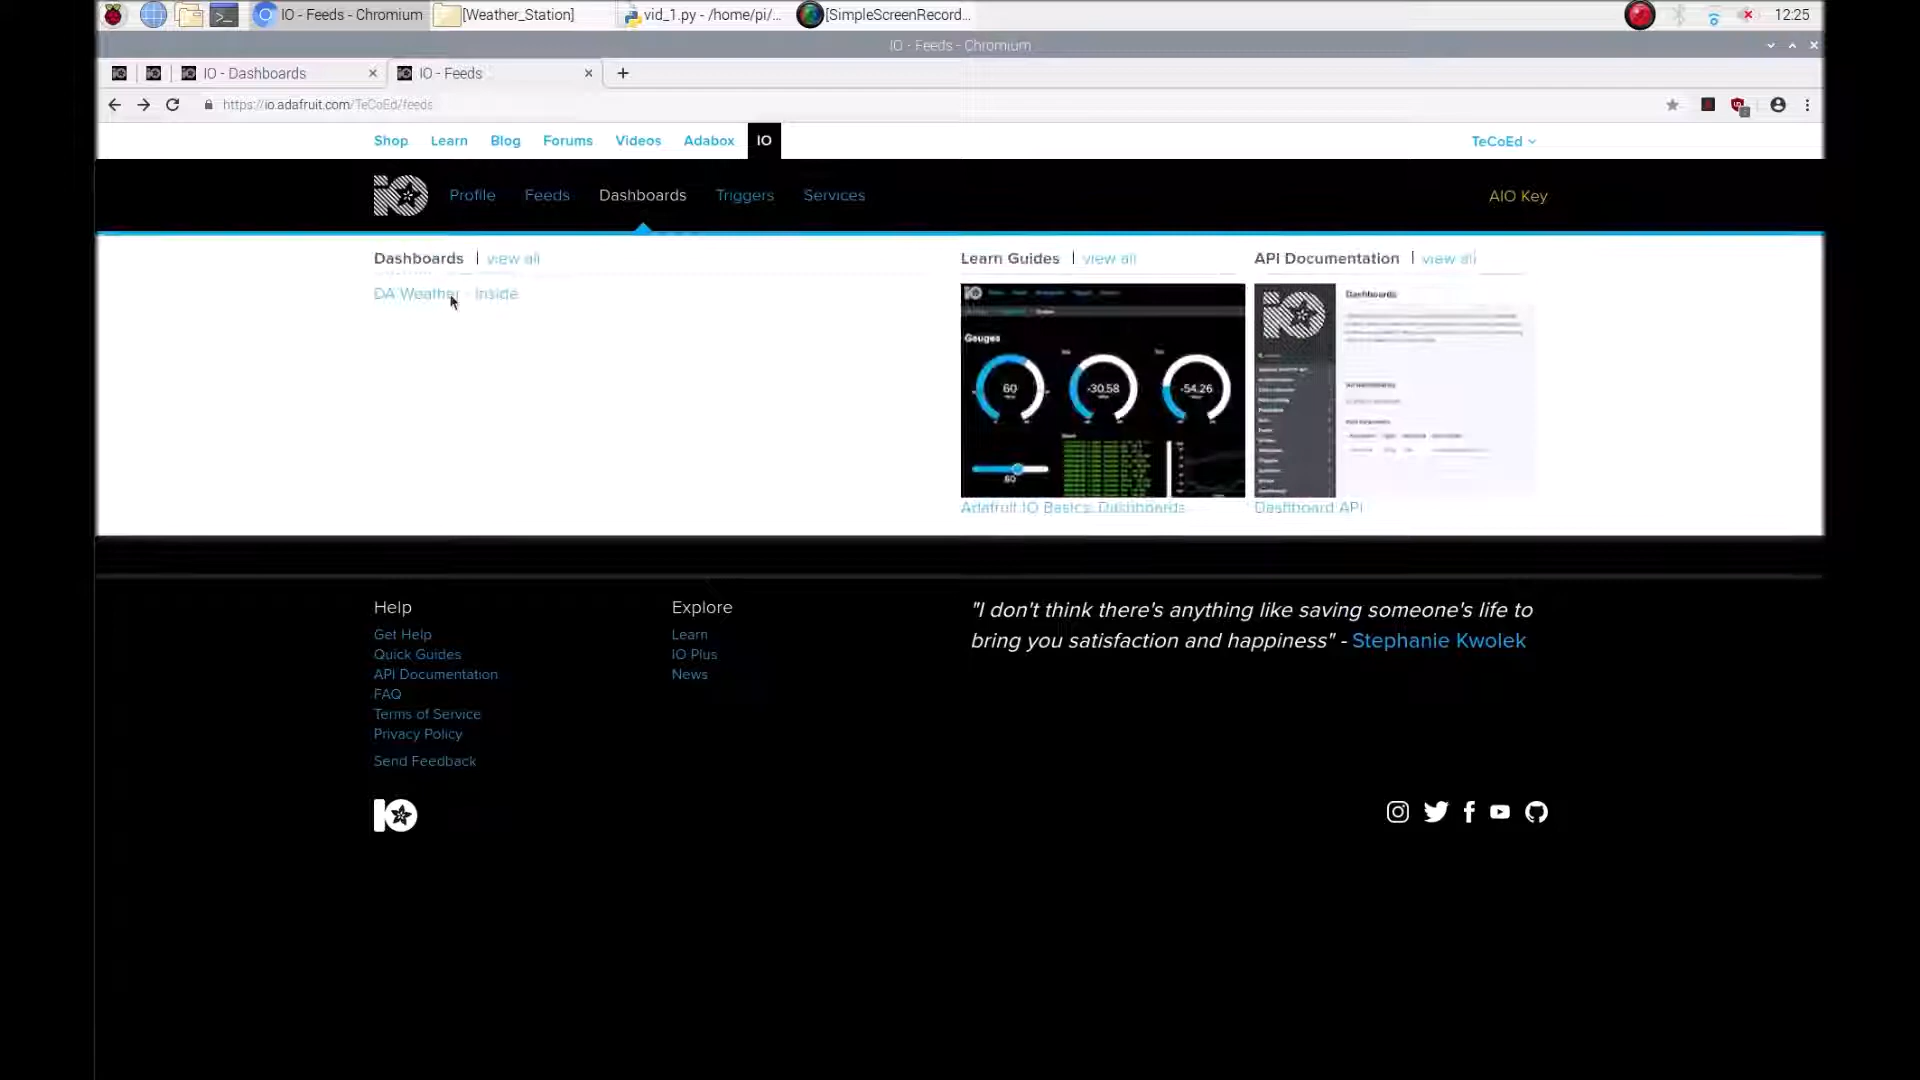 IO - Feeds - Chromium
[Weather_Station]
vid_1.py - /home/pi/...
[SimpleScreenRecord...
12:25
IO - Feeds - Chromium
IO - Dashboards
IO - Feeds
https://io.adafruit.com/TeCoEd/feeds
Shop
Learn
Blog
Forums
Videos
Adabox
IO
TeCoEd
Profile
Feeds
Dashboards
Triggers
Services
AIO Key
Dashboards | view all
DA Weather - Inside
Learn Guides | view all
Gauges
60
-30.58
-54.26
60
Adafruit IO Basics: Dashboards
API Documentation | view all
Dashboards
Dashboard API
Help
Get Help
Quick Guides
API Documentation
FAQ
Terms of Service
Privacy Policy
Send Feedback
Explore
Learn
IO Plus
News
"I don't think there's anything like saving someone's life to
bring you satisfaction and happiness" - Stephanie Kwolek